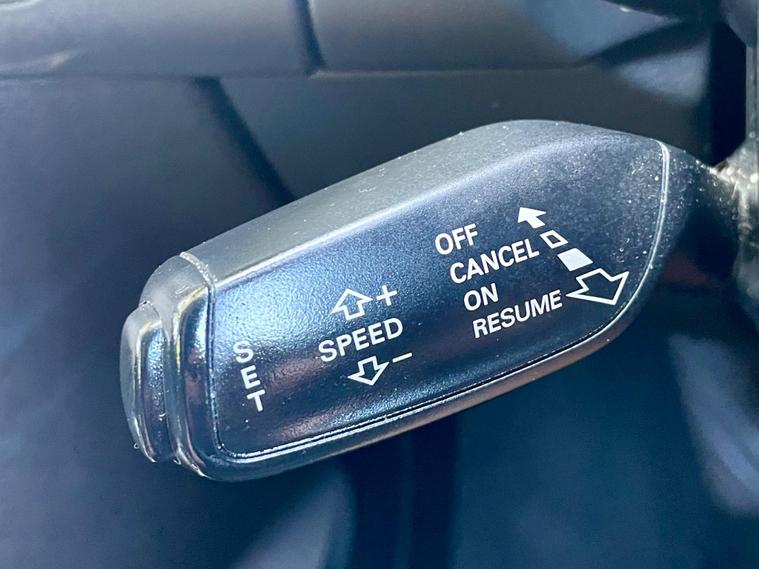 OFF
CANCEL
ON
RESUME
+
SPEED
−
SET